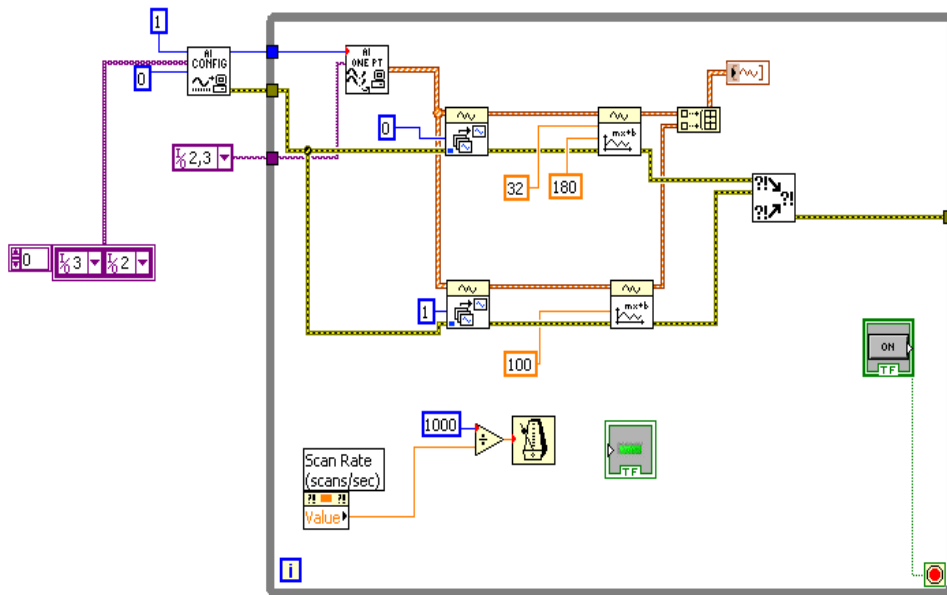 1
AI
CONFIG
0
AI
ONE PT
0
I/O 2,3
32
180
mx+b
?!
?!
?!
0
I/O 3
I/O 2
1
mx+b
100
ON
TF
1000
÷
Scan Rate
(scans/sec)
?! ?!
Value
TF
i